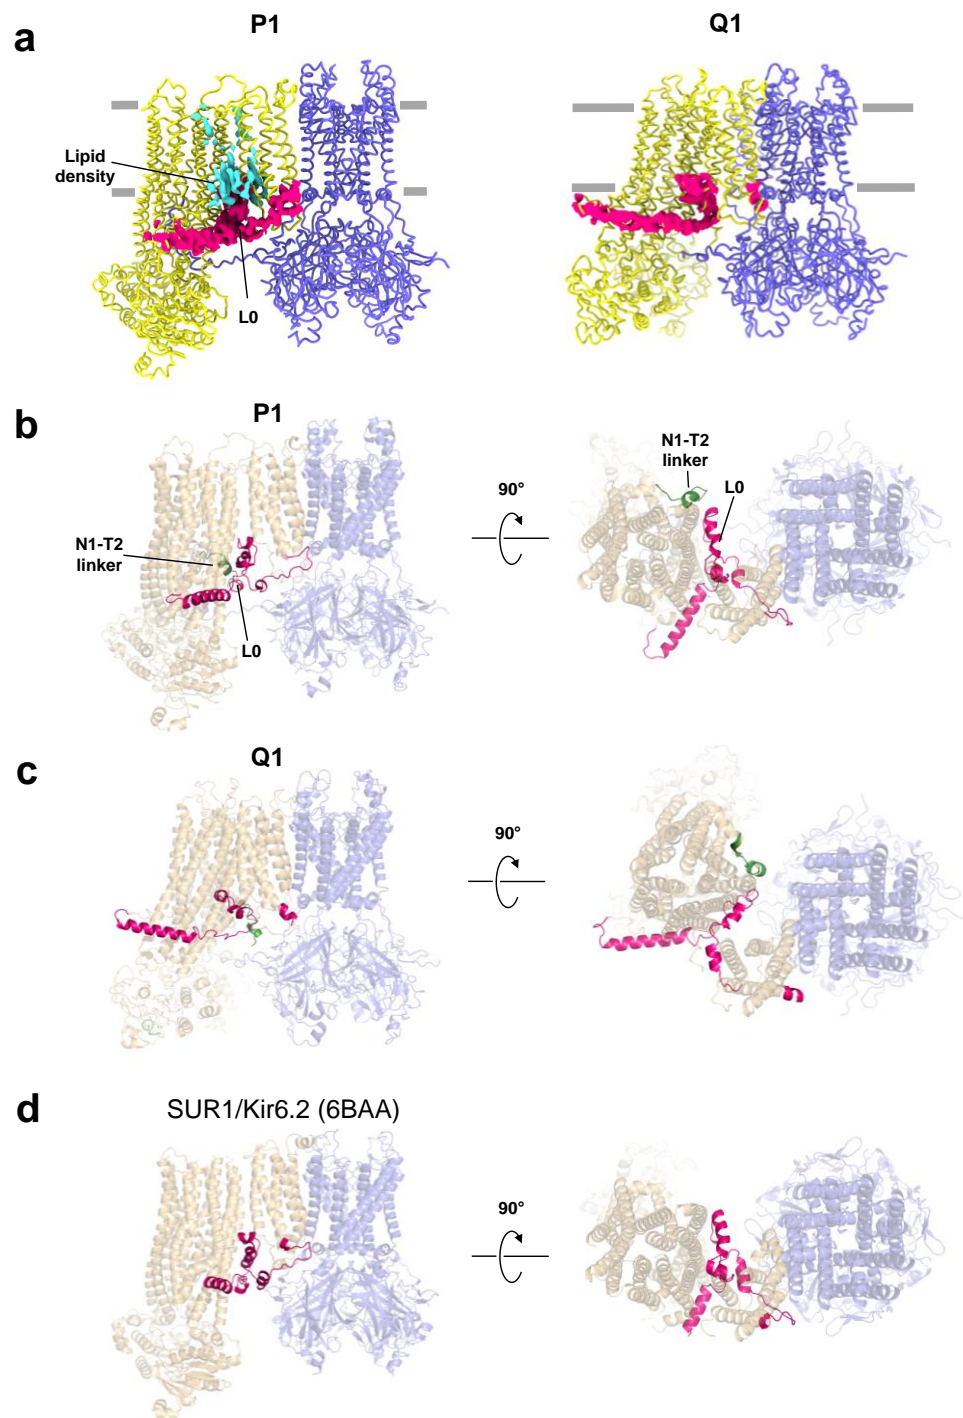 a
P1
Q1
Lipid
density
L0
b
P1
N1-T2
linker
L0
90°
N1-T2
linker
L0
c
Q1
90°
d
SUR1/Kir6.2 (6BAA)
90°